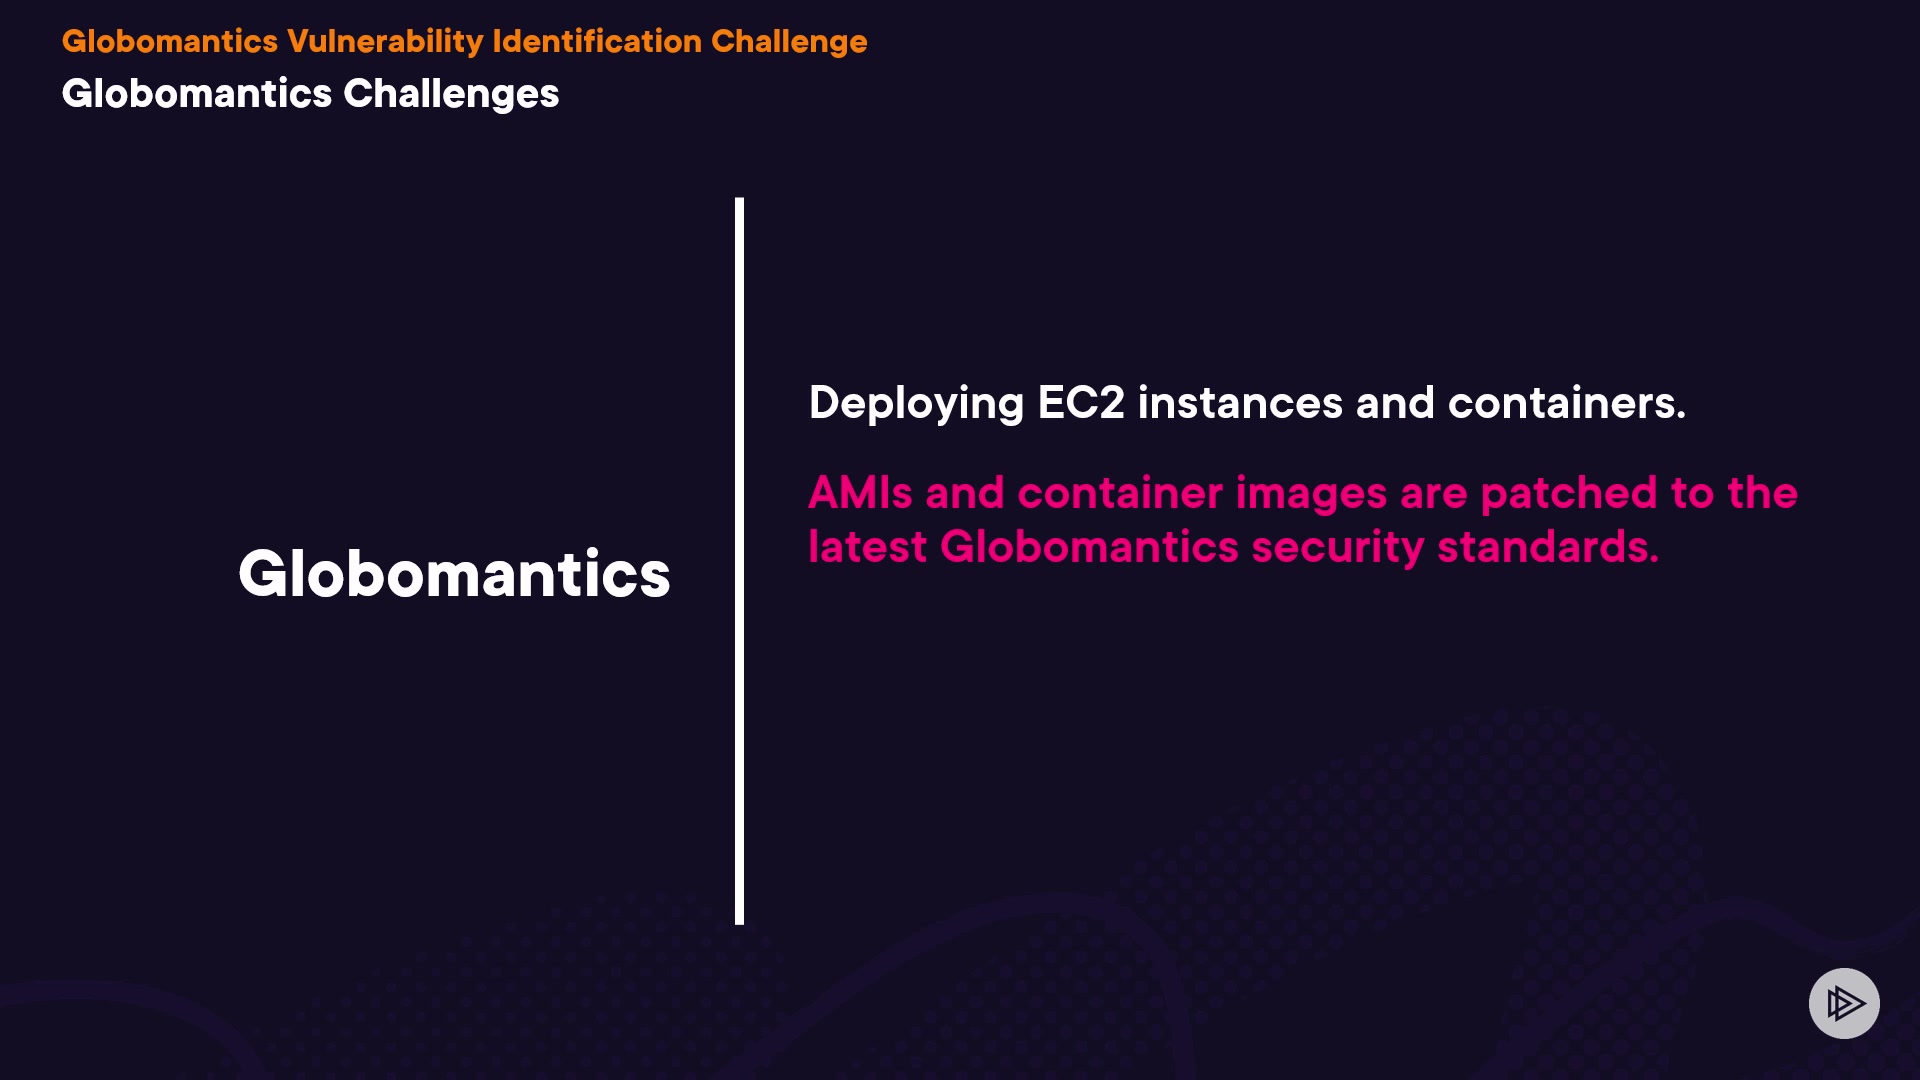 Globomantics Vulnerability Identification Challenge
Globomantics Challenges
Globomantics
Deploying EC2 instances and containers.
AMIs and container images are patched to the
latest Globomantics security standards.